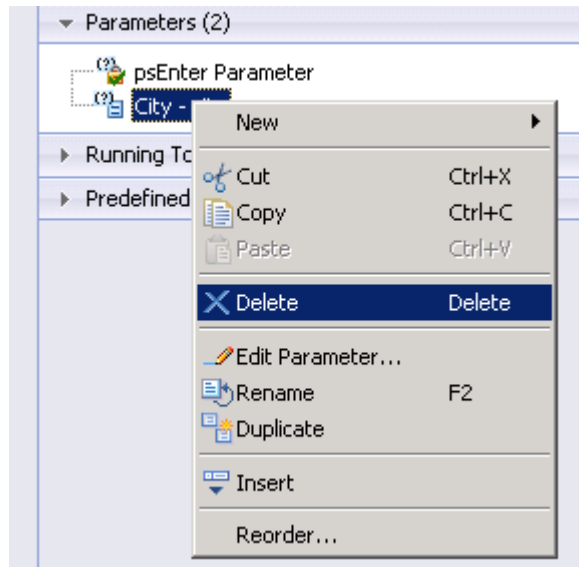 Parameters (2)
(?) psEnter Parameter
(?) City -
Running
Predefined
New
Cut Ctrl+X
Copy Ctrl+C
Paste Ctrl+V
Delete Delete
Edit Parameter...
Rename F2
Duplicate
Insert
Reorder...